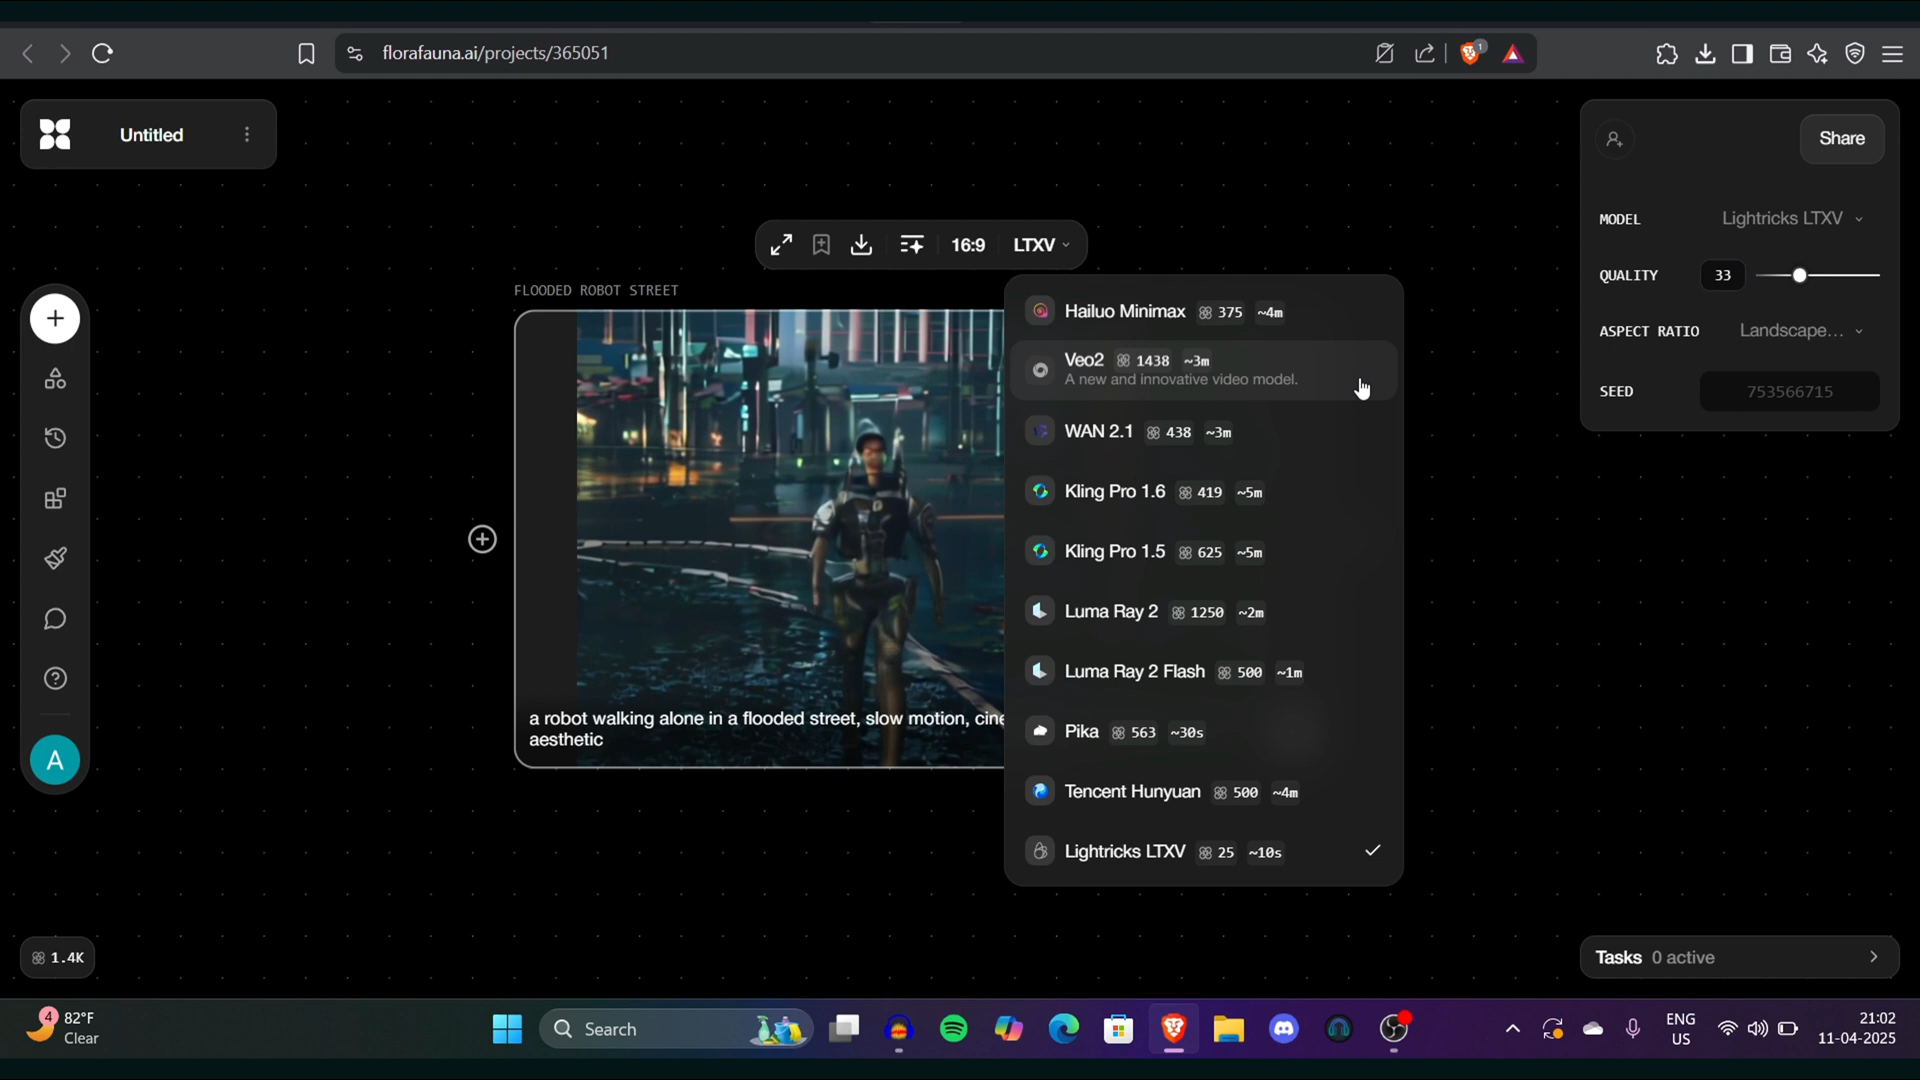 florafauna.ai/projects/365051
1
Untitled
Share
MODEL Lightricks LTXV
QUALITY 33
ASPECT RATIO Landscape...
SEED 753566715
16:9 LTXV
FLOODED ROBOT STREET
Hailuo Minimax 375 ~4m
Veo2 1438 ~3m
A new and innovative video model.
WAN 2.1 438 ~3m
Kling Pro 1.6 419 ~5m
Kling Pro 1.5 625 ~5m
Luma Ray 2 1250 ~2m
Luma Ray 2 Flash 500 ~1m
Pika 563 ~30s
Tencent Hunyuan 500 ~4m
Lightricks LTXV 25 ~10s
a robot walking alone in a flooded street, slow motion, cine
aesthetic
A
1.4K
Tasks 0 active
4
82°F
Clear
Search
ENG
US
21:02
11-04-2025